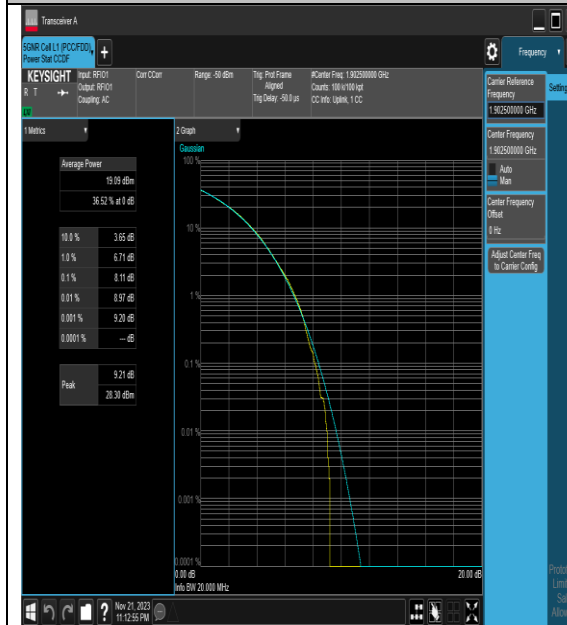 Transceiver A
5GNR Cell L1 (PCC/FDD),
Power Stat CCDF
Frequency
KEYSIGHT
R T
Input: RFIO1
Output: RFIO1
Coupling: AC
Corr CCorr
Range: -50 dBm
Trig: Prot Frame
Aligned
Trig Delay: -50.0 µs
#Center Freq: 1.902500000 GHz
Counts: 100 k/100 kpt
CC Info: Uplink, 1 CC
Carrier Reference
Frequency
1.902500000 GHz
Center Frequency
1.902500000 GHz
Auto
Man
Center Frequency
Offset
0 Hz
Adjust Center Freq
to Carrier Config
1 Metrics
Average Power
19.09 dBm
36.52 % at 0 dB
10.0 % 3.65 dB
1.0 % 6.71 dB
0.1 % 8.11 dB
0.01 % 8.97 dB
0.001 % 9.20 dB
0.0001 % --- dB
Peak
9.21 dB
28.30 dBm
2 Graph
Gaussian
100 %
10 %
1 %
0.1 %
0.01 %
0.001 %
0.0001 %
0.00 dB
20.00 dB
Info BW 20.000 MHz
Nov 21, 2023
11:12:55 PM